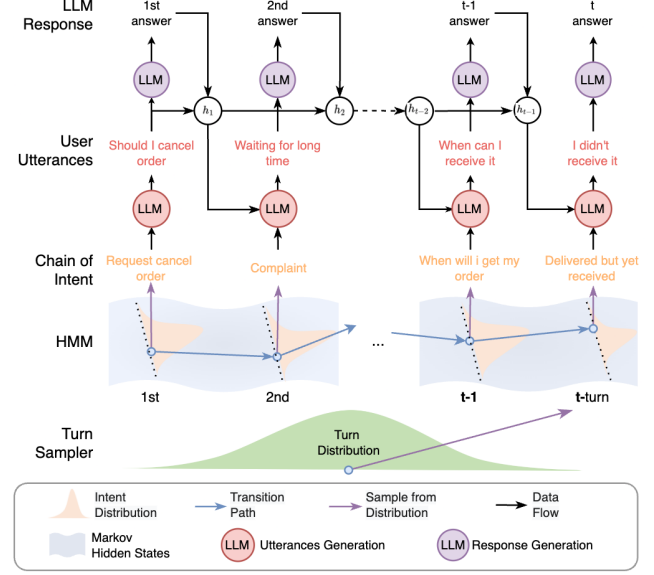 LLM
Response
1st
answer
2nd
answer
t-1
answer
t
answer
LLM
LLM
LLM
LLM
h1
h2
ht-2
ht-1
User
Utterances
Should I cancel
order
Waiting for long
time
When can I
receive it
I didn't
receive it
LLM
LLM
LLM
LLM
Chain of
Intent
Request cancel
order
Complaint
When will i get my
order
Delivered but yet
received
HMM
...
1st
2nd
t-1
t-turn
Turn
Sampler
Turn
Distribution
Intent
Distribution
Transition
Path
Sample from
Distribution
Data
Flow
Markov
Hidden States
LLM Utterances Generation
LLM Response Generation